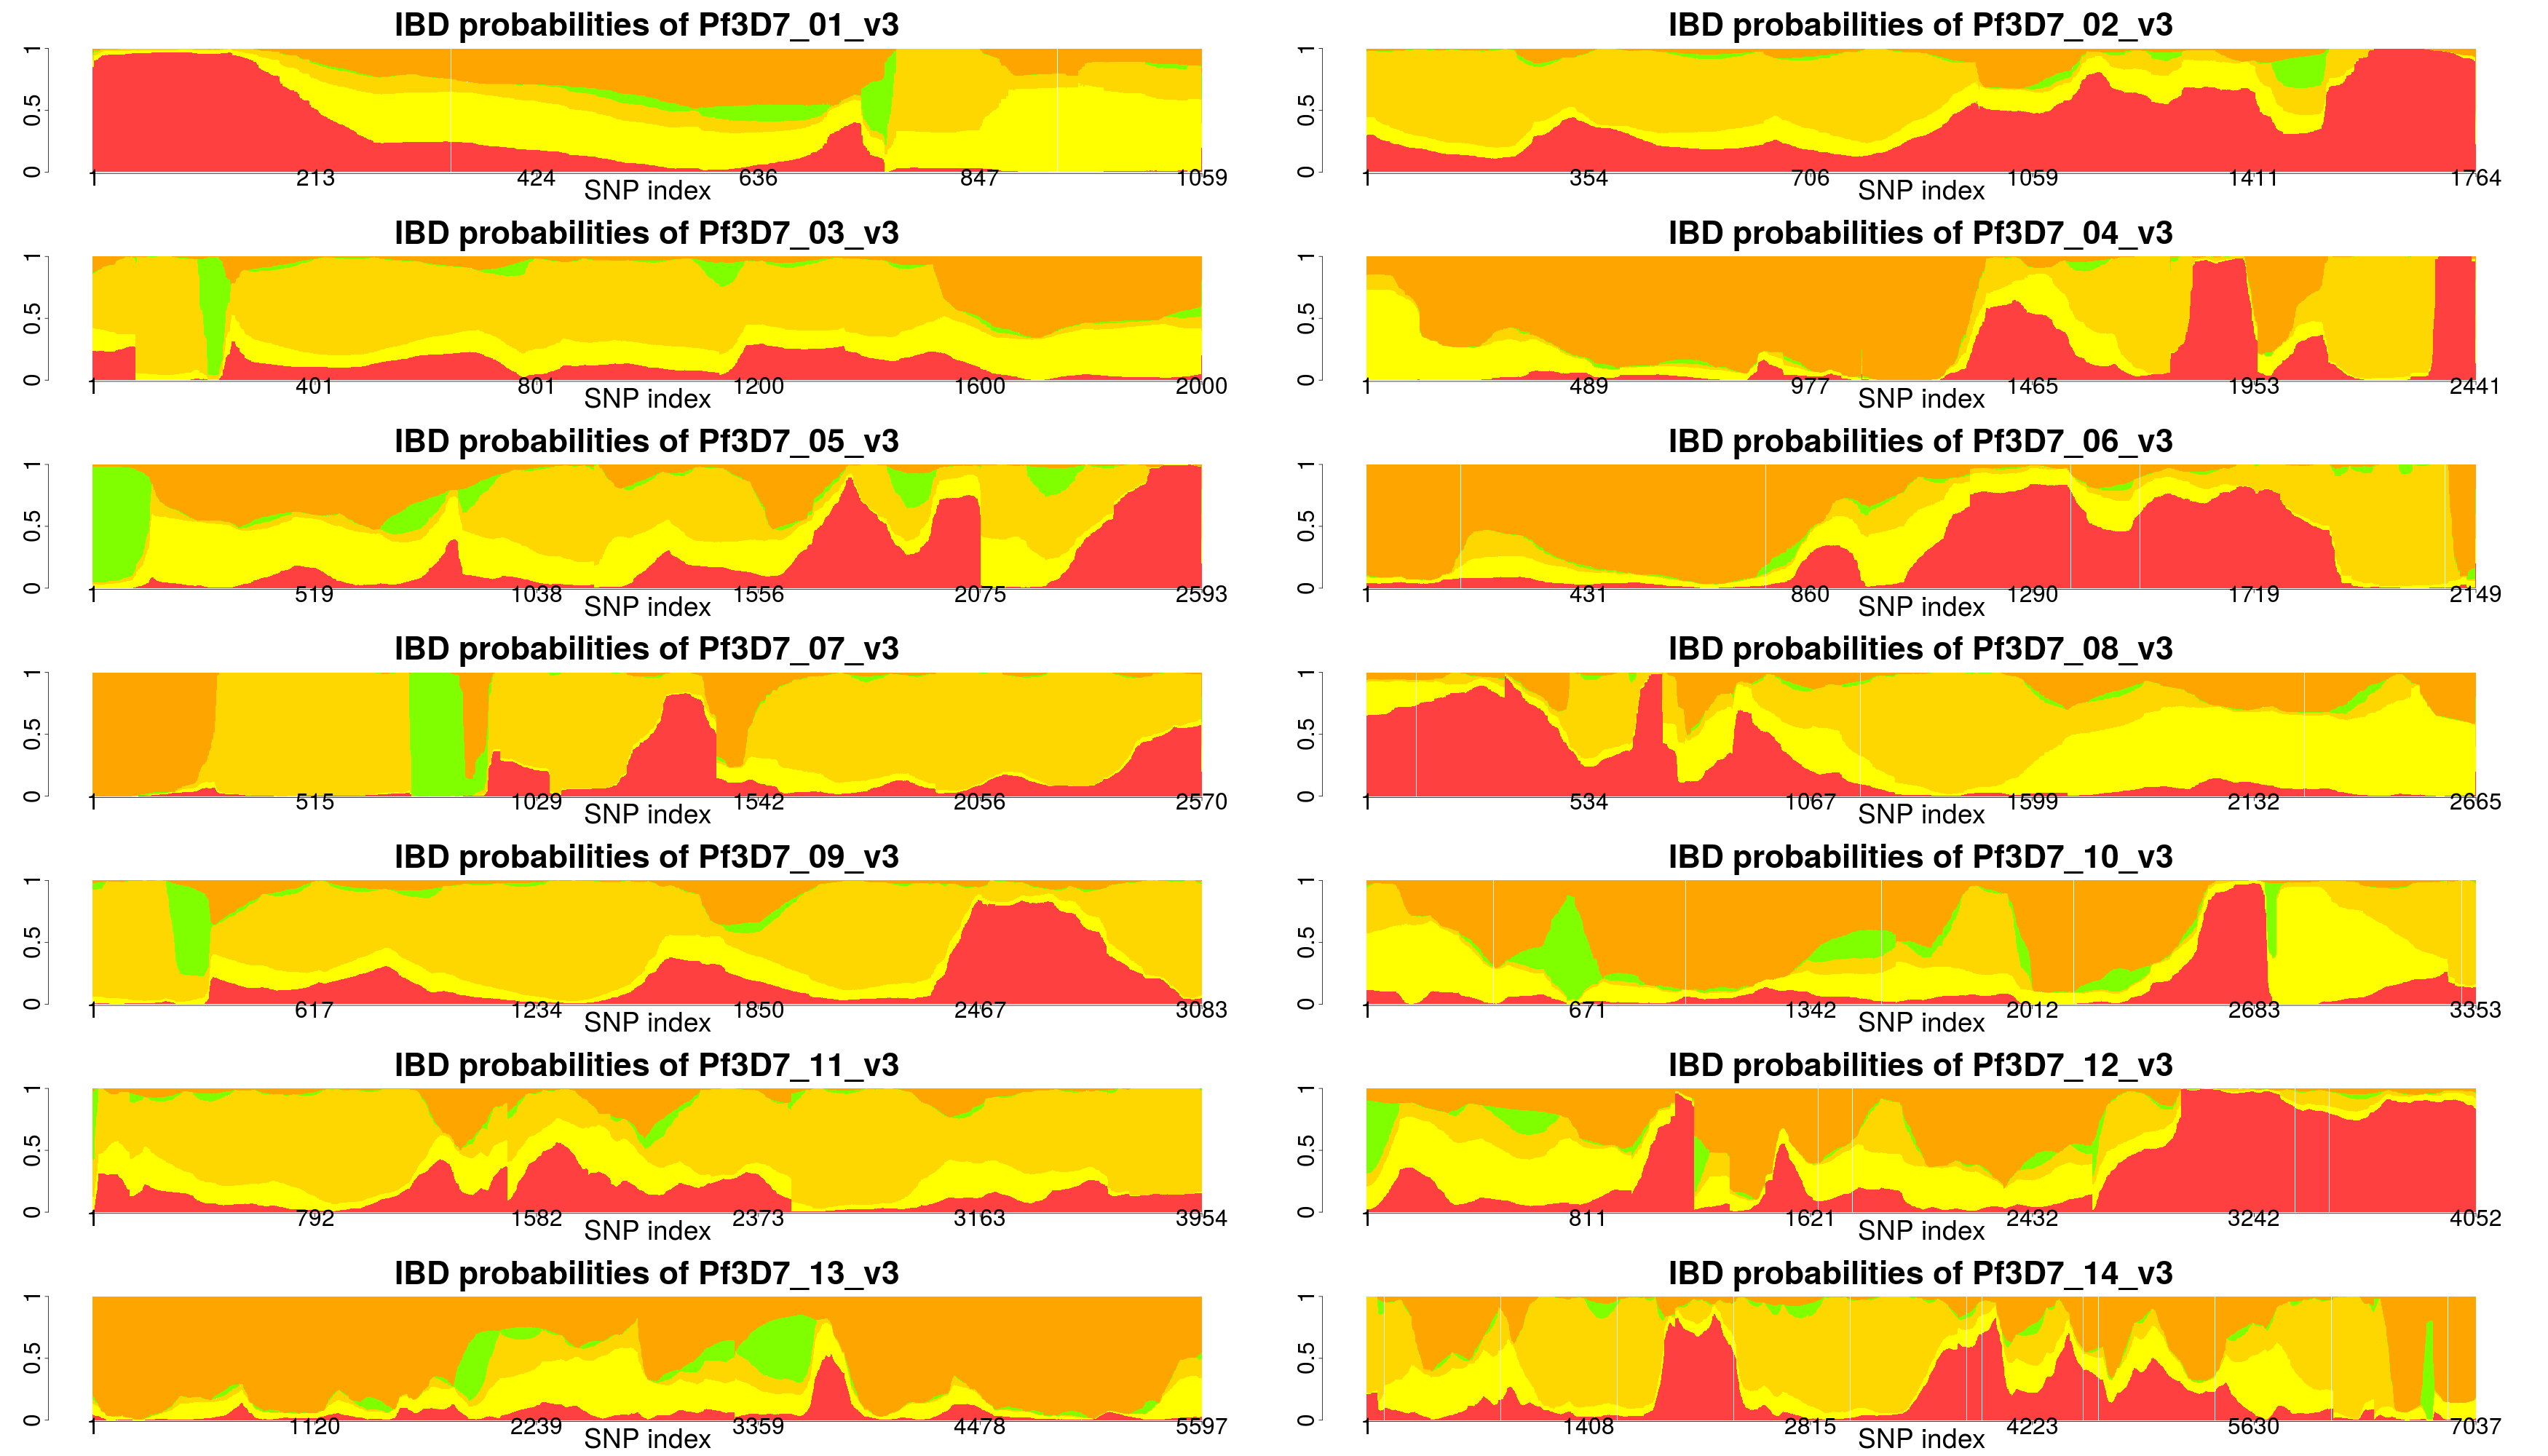 IBD probabilities of Pf3D7_01_v3
1
0.5
0
1 213 424 636 847 1059
SNP index
IBD probabilities of Pf3D7_02_v3
1
0.5
0
1 354 706 1059 1411 1764
SNP index
IBD probabilities of Pf3D7_03_v3
1
0.5
0
1 401 801 1200 1600 2000
SNP index
IBD probabilities of Pf3D7_04_v3
1
0.5
0
1 489 977 1465 1953 2441
SNP index
IBD probabilities of Pf3D7_05_v3
1
0.5
0
1 519 1038 1556 2075 2593
SNP index
IBD probabilities of Pf3D7_06_v3
1
0.5
0
1 431 860 1290 1719 2149
SNP index
IBD probabilities of Pf3D7_07_v3
1
0.5
0
1 515 1029 1542 2056 2570
SNP index
IBD probabilities of Pf3D7_08_v3
1
0.5
0
1 534 1067 1599 2132 2665
SNP index
IBD probabilities of Pf3D7_09_v3
1
0.5
0
1 617 1234 1850 2467 3083
SNP index
IBD probabilities of Pf3D7_10_v3
1
0.5
0
1 671 1342 2012 2683 3353
SNP index
IBD probabilities of Pf3D7_11_v3
1
0.5
0
1 792 1582 2373 3163 3954
SNP index
IBD probabilities of Pf3D7_12_v3
1
0.5
0
1 811 1621 2432 3242 4052
SNP index
IBD probabilities of Pf3D7_13_v3
1
0.5
0
1 1120 2239 3359 4478 5597
SNP index
IBD probabilities of Pf3D7_14_v3
1
0.5
0
1 1408 2815 4223 5630 7037
SNP index